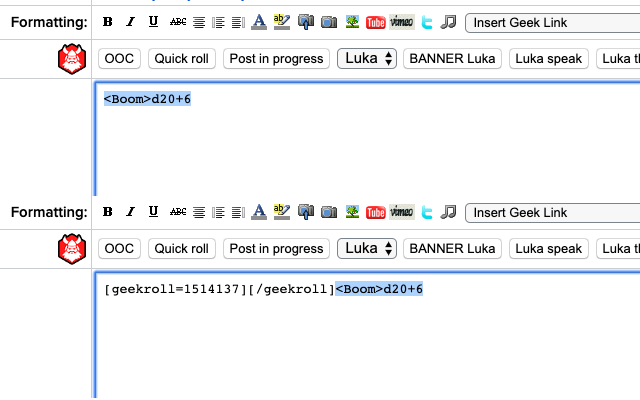 Formatting: B I U ABC A ab Tube vimeo t Insert Geek Link
OOC Quick roll Post in progress Luka BANNER Luka Luka speak Luka t
<Boom>d20+6
Formatting: B I U ABC A ab Tube vimeo t Insert Geek Link
OOC Quick roll Post in progress Luka BANNER Luka Luka speak Luka t
[geekroll=1514137][/geekroll]<Boom>d20+6